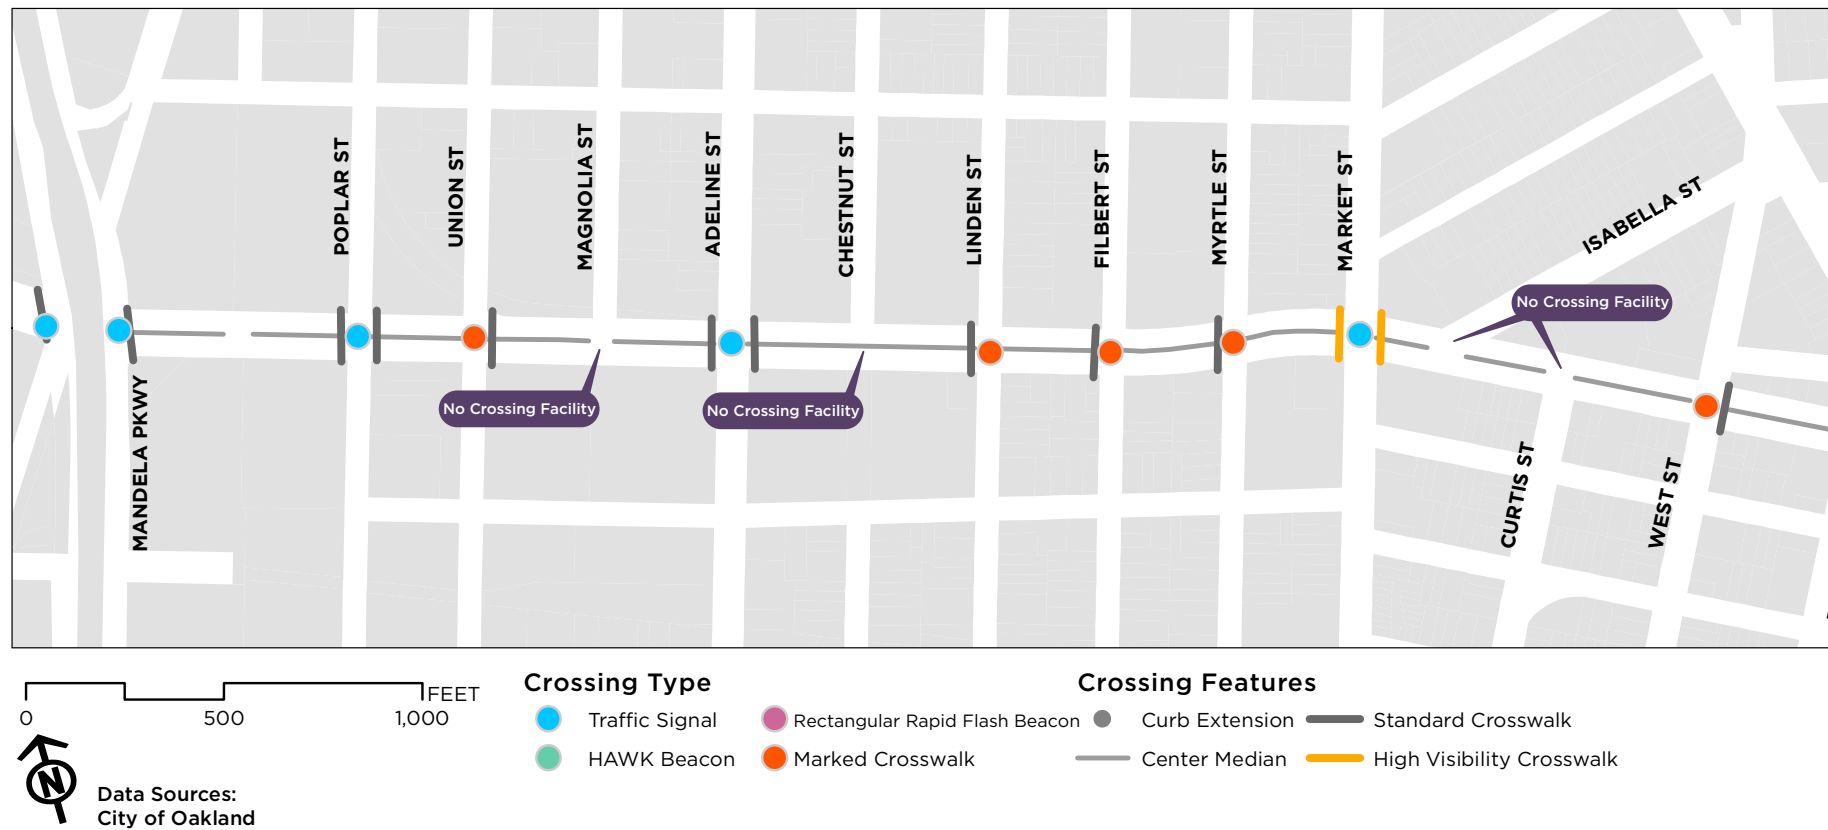 POPLAR ST
UNION ST
MAGNOLIA ST
ADELINE ST
CHESTNUT ST
LINDEN ST
FILBERT ST
MYRTLE ST
MARKET ST
ISABELLA ST
No Crossing Facility
No Crossing Facility
No Crossing Facility
MANDELA PKWY
CURTIS ST
WEST ST
FEET
0
500
1,000
N
Data Sources:
City of Oakland
Crossing Type
Traffic Signal
HAWK Beacon
Rectangular Rapid Flash Beacon
Marked Crosswalk
Crossing Features
Curb Extension
Center Median
Standard Crosswalk
High Visibility Crosswalk